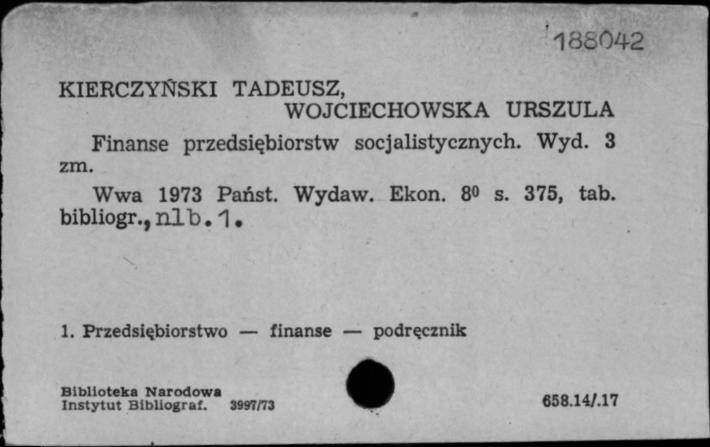 188042
KIERCZYŃSKI TADEUSZ,
WOJCIECHOWSKA URSZULA
Finanse przedsiębiorstw socjalistycznych. Wyd. 3
zm.
Wwa 1973 Państ. Wydaw. Ekon. 8⁰ s. 375, tab.
bibliogr., nlb. 1.
1. Przedsiębiorstwo — finanse — podręcznik
Biblioteka Narodowa
Instytut Bibliograf. 3997/73
658.14/.17